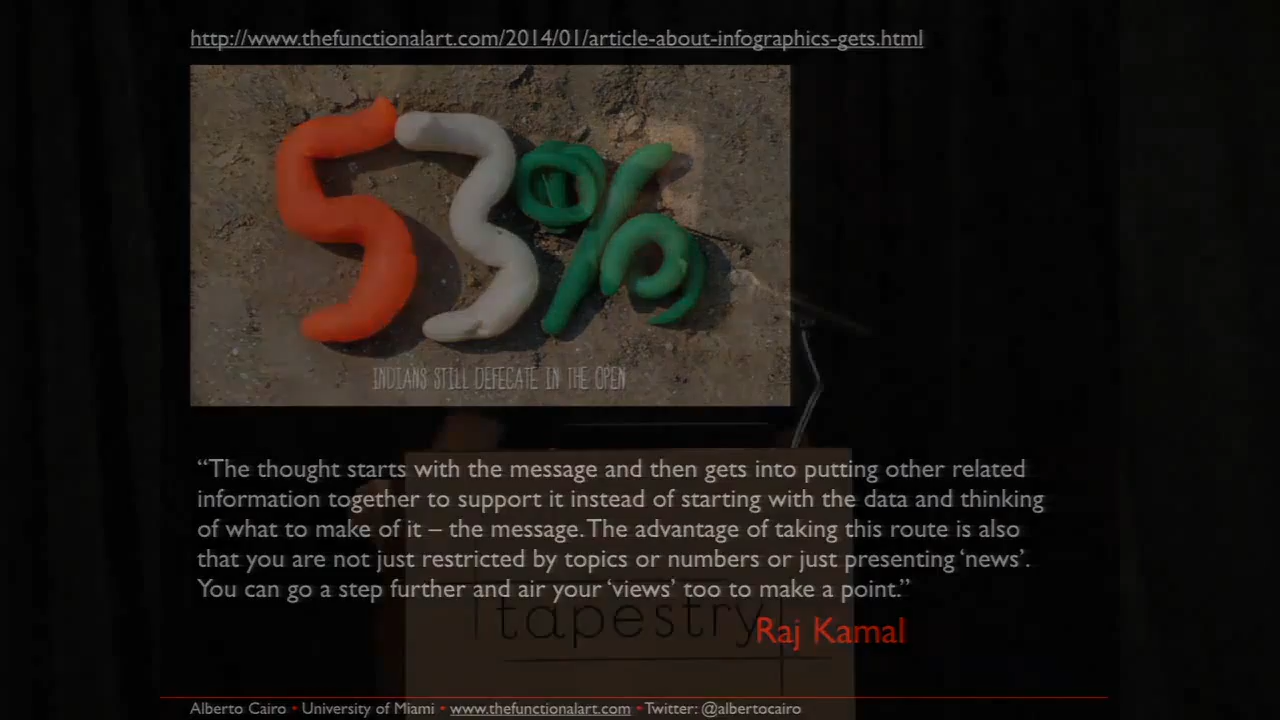 http://www.thefunctionalart.com/2014/01/article-about-infographics-gets.html
53%
INDIANS STILL DEFECATE IN THE OPEN
“The thought starts with the message and then gets into putting other related
information together to support it instead of starting with the data and thinking
of what to make of it – the message. The advantage of taking this route is also
that you are not just restricted by topics or numbers or just presenting ‘news’.
You can go a step further and air your ‘views’ too to make a point.”
tapestry
Raj Kamal
Alberto Cairo • University of Miami • www.thefunctionalart.com • Twitter: @albertocairo